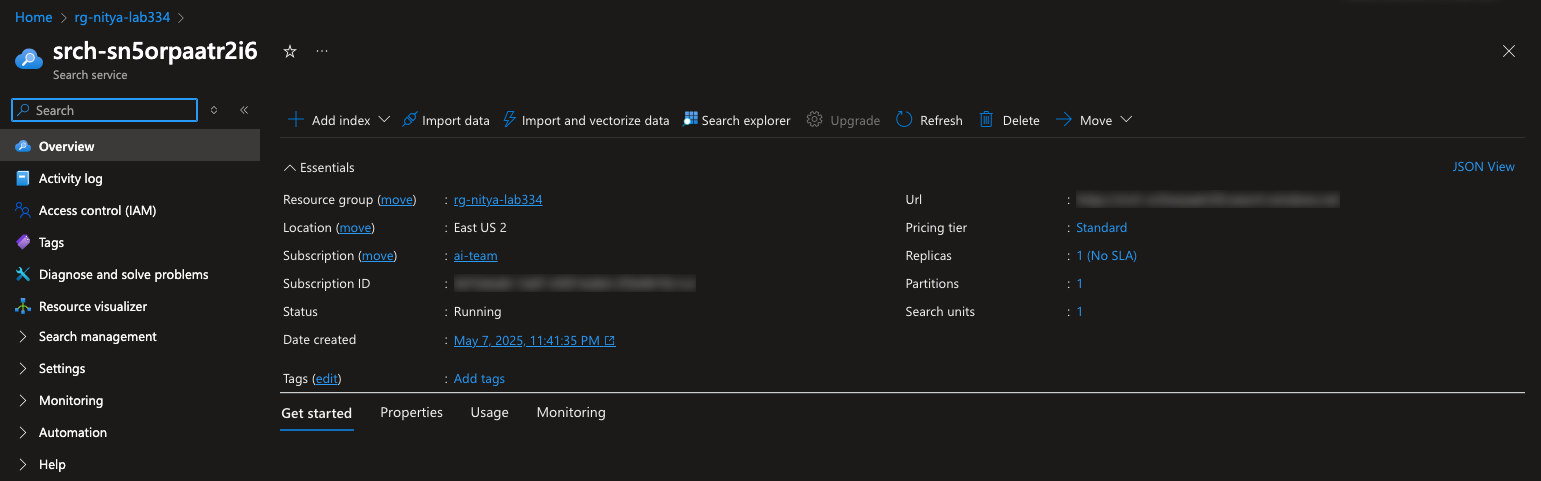 Home > rg-nitya-lab334 >
srch-sn5orpaatr2i6 ...
Search service
Search
Add index Import data Import and vectorize data Search explorer Upgrade Refresh Delete Move
Overview
Activity log
Access control (IAM)
Tags
Diagnose and solve problems
Resource visualizer
Search management
Settings
Monitoring
Automation
Help
Essentials
JSON View
Resource group (move) : rg-nitya-lab334
Location (move) : East US 2
Subscription (move) : ai-team
Subscription ID :
Status : Running
Date created : May 7, 2025, 11:41:35 PM
Tags (edit) : Add tags
Url :
Pricing tier : Standard
Replicas : 1 (No SLA)
Partitions : 1
Search units : 1
Get started Properties Usage Monitoring